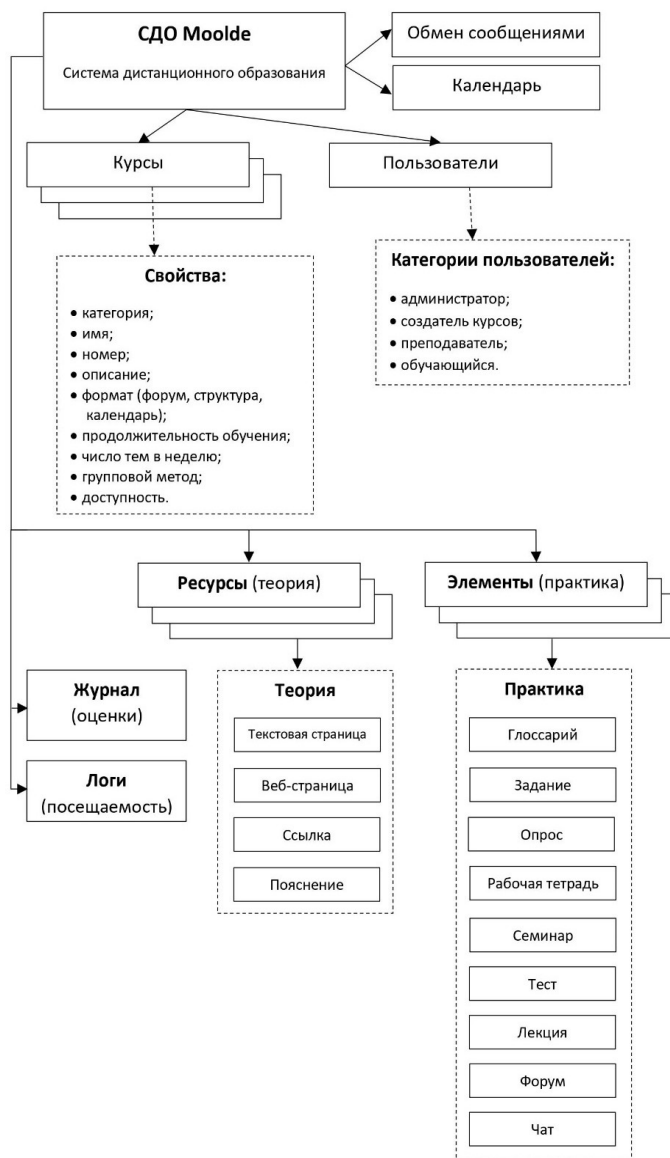 СДО Moolde
Система дистанционного образования
Обмен сообщениями
Календарь
Курсы
Пользователи
Свойства:
• категория;
• имя;
• номер;
• описание;
• формат (форум, структура,
календарь);
• продолжительность обучения;
• число тем в неделю;
• групповой метод;
• доступность.
Категории пользователей:
• администратор;
• создатель курсов;
• преподаватель;
• обучающийся.
Ресурсы (теория)
Элементы (практика)
Журнал
(оценки)
Логи
(посещаемость)
Теория
Текстовая страница
Веб-страница
Ссылка
Пояснение
Практика
Глоссарий
Задание
Опрос
Рабочая тетрадь
Семинар
Тест
Лекция
Форум
Чат